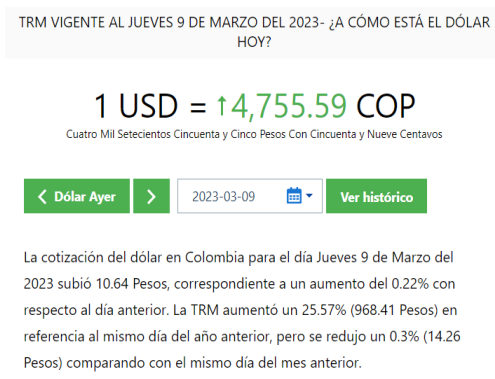 TRM VIGENTE AL JUEVES 9 DE MARZO DEL 2023- ¿A CÓMO ESTÁ EL DÓLAR
HOY?
1 USD = ↑4,755.59 COP
Cuatro Mil Setecientos Cincuenta y Cinco Pesos Con Cincuenta y Nueve Centavos
Dólar Ayer 2023-03-09 Ver histórico
La cotización del dólar en Colombia para el día Jueves 9 de Marzo del
2023 subió 10.64 Pesos, correspondiente a un aumento del 0.22% con
respecto al día anterior. La TRM aumentó un 25.57% (968.41 Pesos) en
referencia al mismo día del año anterior, pero se redujo un 0.3% (14.26
Pesos) comparando con el mismo día del mes anterior.